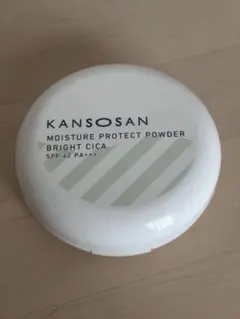 KANSOSAN
MOISTURE PROTECT POWDER
BRIGHT CICA
SPF 42 PA+++